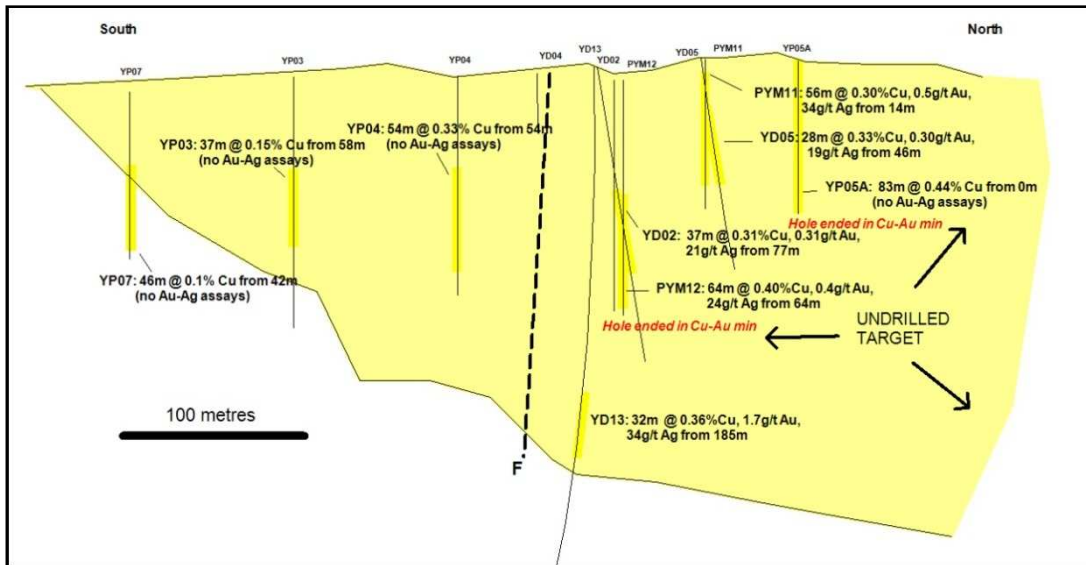 South
North
YP07
YP03
YP04
YD04
YD13
YD02
PYM12
YD05
PYM11
YP05A
PYM11: 56m @ 0.30%Cu, 0.5g/t Au,
34g/t Ag from 14m
YP04: 54m @ 0.33% Cu from 54m
(no Au-Ag assays)
YP03: 37m @ 0.15% Cu from 58m
(no Au-Ag assays)
YD05: 28m @ 0.33%Cu, 0.30g/t Au,
19g/t Ag from 46m
YP05A: 83m @ 0.44% Cu from 0m
(no Au-Ag assays)
Hole ended in Cu-Au min
YD02: 37m @ 0.31%Cu, 0.31g/t Au,
21g/t Ag from 77m
YP07: 46m @ 0.1% Cu from 42m
(no Au-Ag assays)
PYM12: 64m @ 0.40%Cu, 0.4g/t Au,
24g/t Ag from 64m
Hole ended in Cu-Au min
UNDRILLED
TARGET
100 metres
YD13: 32m @ 0.36%Cu, 1.7g/t Au,
34g/t Ag from 185m
F